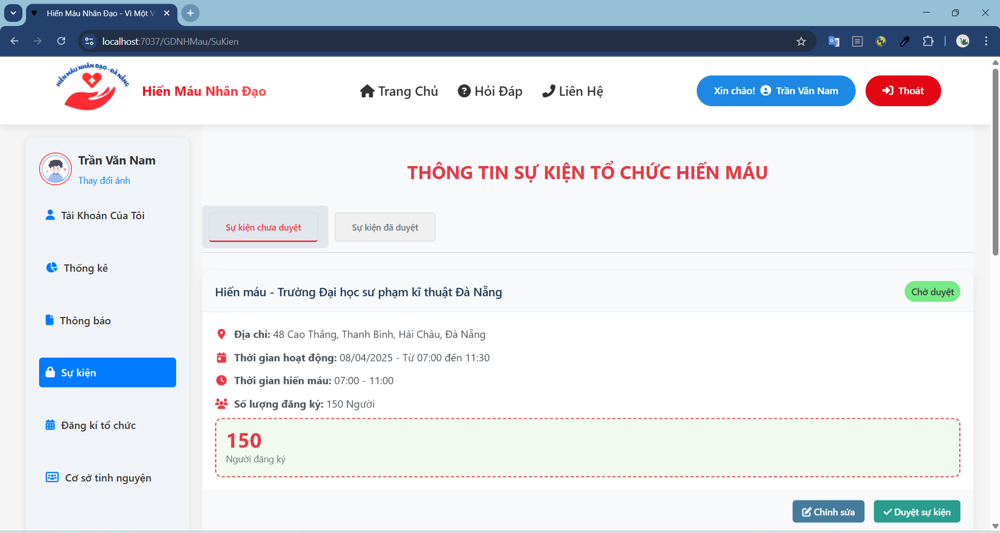 Hiến Máu Nhân Đạo - Vì Một V
localhost:7037/GDNHMau/SuKien
HIẾN MÁU NHÂN ĐẠO - ĐÀ NẴNG
Hiến Máu Nhân Đạo
Trang Chủ
Hỏi Đáp
Liên Hệ
Xin chào! Trần Văn Nam
Thoát
Trần Văn Nam
Thay đổi ảnh
Tài Khoản Của Tôi
Thống kê
Thông báo
Sự kiện
Đăng kí tổ chức
Cơ sở tình nguyện
THÔNG TIN SỰ KIỆN TỔ CHỨC HIẾN MÁU
Sự kiện chưa duyệt
Sự kiện đã duyệt
Hiến máu - Trường Đại học sư phạm kĩ thuật Đà Nẵng
Chờ duyệt
Địa chỉ: 48 Cao Thắng, Thanh Bình, Hải Châu, Đà Nẵng
Thời gian hoạt động: 08/04/2025 - Từ 07:00 đến 11:30
Thời gian hiến máu: 07:00 - 11:00
Số lượng đăng ký: 150 Người
150
Người đăng ký
Chỉnh sửa
Duyệt sự kiện